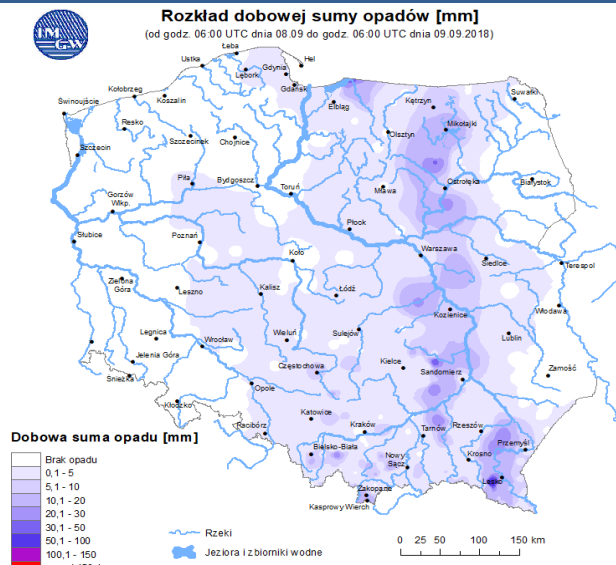 IM
G-W
Rozkład dobowej sumy opadów [mm]
(od godz. 06:00 UTC dnia 08.09 do godz. 06:00 UTC dnia 09.09.2018)
Łeba
Ustka
Hel
Gdynia
Lębork
Gdańsk
Suwałki
Kołobrzeg
Koszalin
Elbląg
Kętrzyn
Świnoujście
Resko
Mikołajki
Olsztyn
Szczecinek
Chojnice
Szczecin
Piła
Bydgoszcz
Toruń
Mława
Ostrołęka
Białystok
Gorzów
Wlkp.
Płock
Słubice
Poznań
Koło
Warszawa
Siedlce
Terespol
Zielona
Góra
Leszno
Kalisz
Łódź
Kozienice
Włodawa
Legnica
Wrocław
Wieluń
Sulejów
Lublin
Jelenia Góra
Śnieżka
Częstochowa
Kielce
Sandomierz
Zamość
Opole
Kłodzko
Katowice
Racibórz
Kraków
Tarnów
Rzeszów
Przemyśl
Bielsko-Biała
Nowy
Sącz
Krosno
Lesko
Zakopane
Kasprowy Wierch
Dobowa suma opadu [mm]
Brak opadu
0,1 - 5
5,1 - 10
10,1 - 20
20,1 - 30
30,1 - 50
50,1 - 100
100,1 - 150
Rzeki
Jeziora i zbiorniki wodne
0 25 50 100 150 km